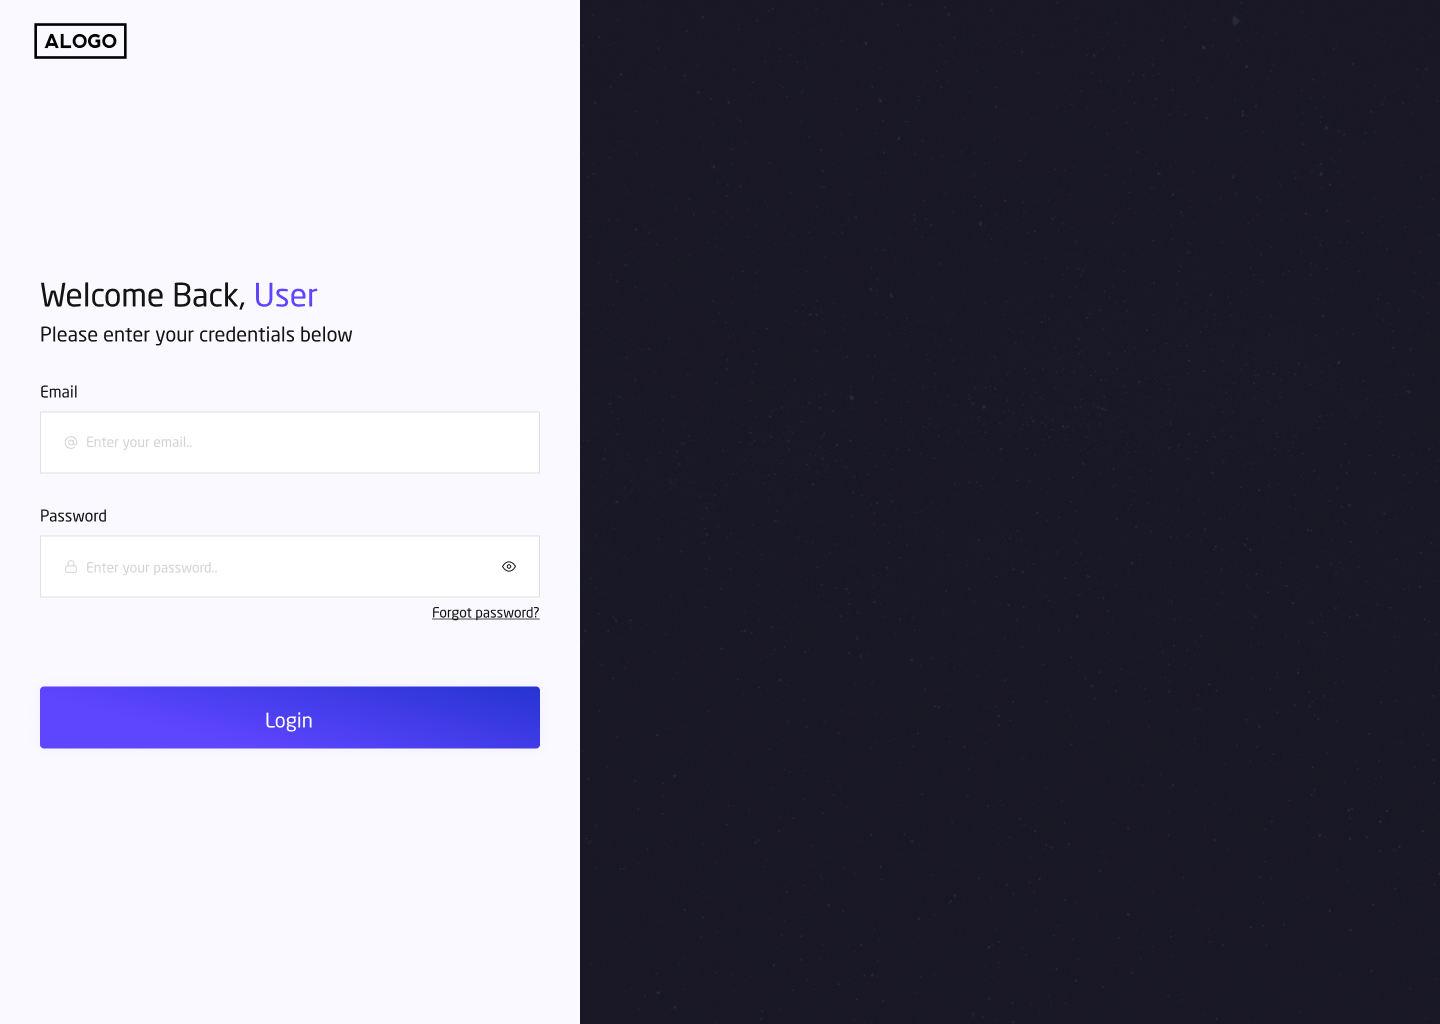 ALOGO
Welcome Back, User
Please enter your credentials below
Email
Enter your email..
Password
Enter your password..
Forgot password?
Login